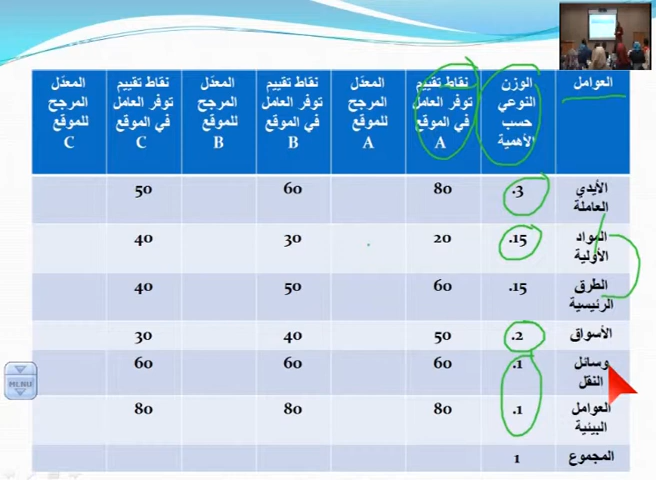 العوامل
الوزن
النوعي
حسب
الأهمية
نقاط تقييم
توفر العامل
في الموقع
A
المعدّل
المرجح
للموقع
A
نقاط تقييم
توفر العامل
في الموقع
B
المعدّل
المرجح
للموقع
B
نقاط تقييم
توفر العامل
في الموقع
C
المعدّل
المرجح
للموقع
C
الأيدي
العاملة
.3
80
60
50
المواد
الأولية
.15
20
30
40
الطرق
الرئيسية
.15
60
50
40
الأسواق
.2
50
40
30
وسائل
النقل
.1
60
60
60
العوامل
البيئية
.1
80
80
80
المجموع
1
MENU